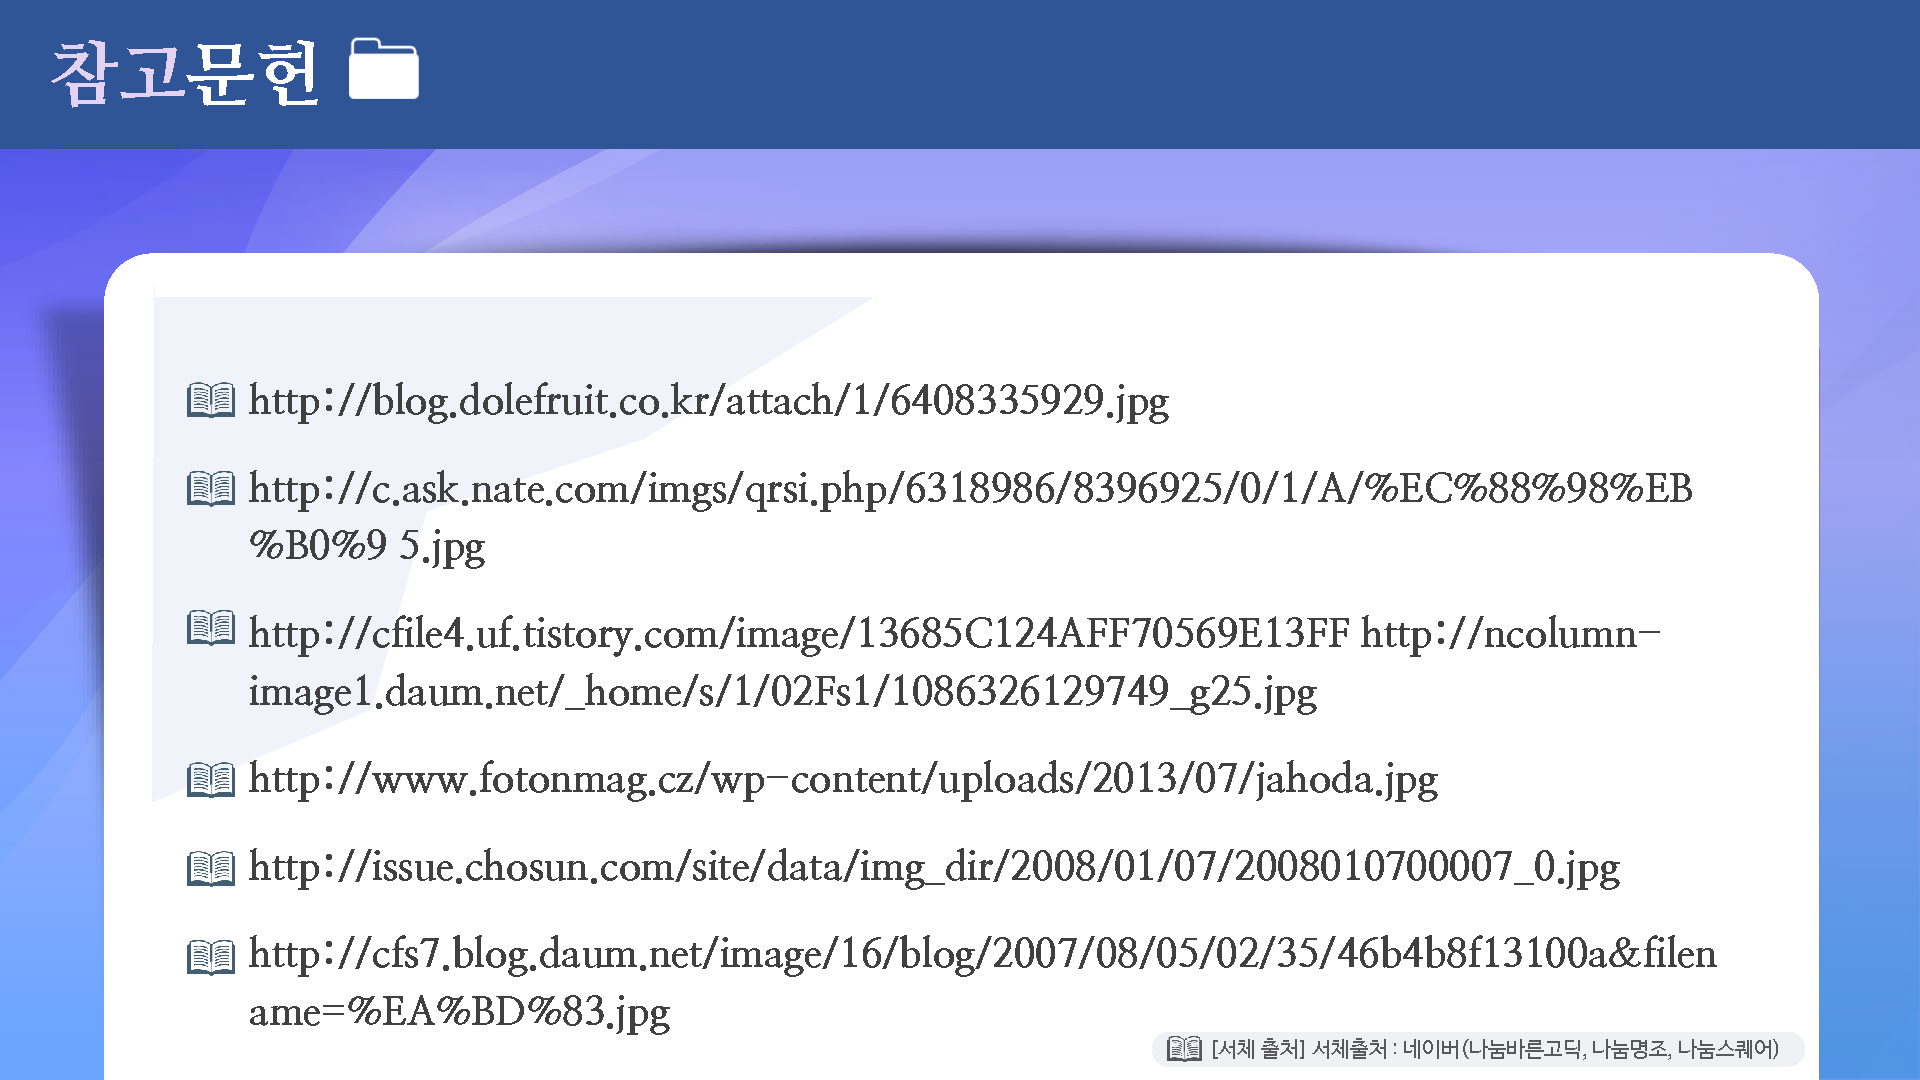 참고문헌
http://blog.dolefruit.co.kr/attach/1/6408335929.jpg
http://c.ask.nate.com/imgs/qrsi.php/6318986/8396925/0/1/A/%EC%88%98%EB
%B0%9 5.jpg
http://cfile4.uf.tistory.com/image/13685C124AFF70569E13FF http://ncolumn-
image1.daum.net/_home/s/1/02Fs1/1086326129749_g25.jpg
http://www.fotonmag.cz/wp-content/uploads/2013/07/jahoda.jpg
http://issue.chosun.com/site/data/img_dir/2008/01/07/2008010700007_0.jpg
http://cfs7.blog.daum.net/image/16/blog/2007/08/05/02/35/46b4b8f13100a&filen
ame=%EA%BD%83.jpg
[서체 출처] 서체출처 : 네이버(나눔바른고딕, 나눔명조, 나눔스퀘어)